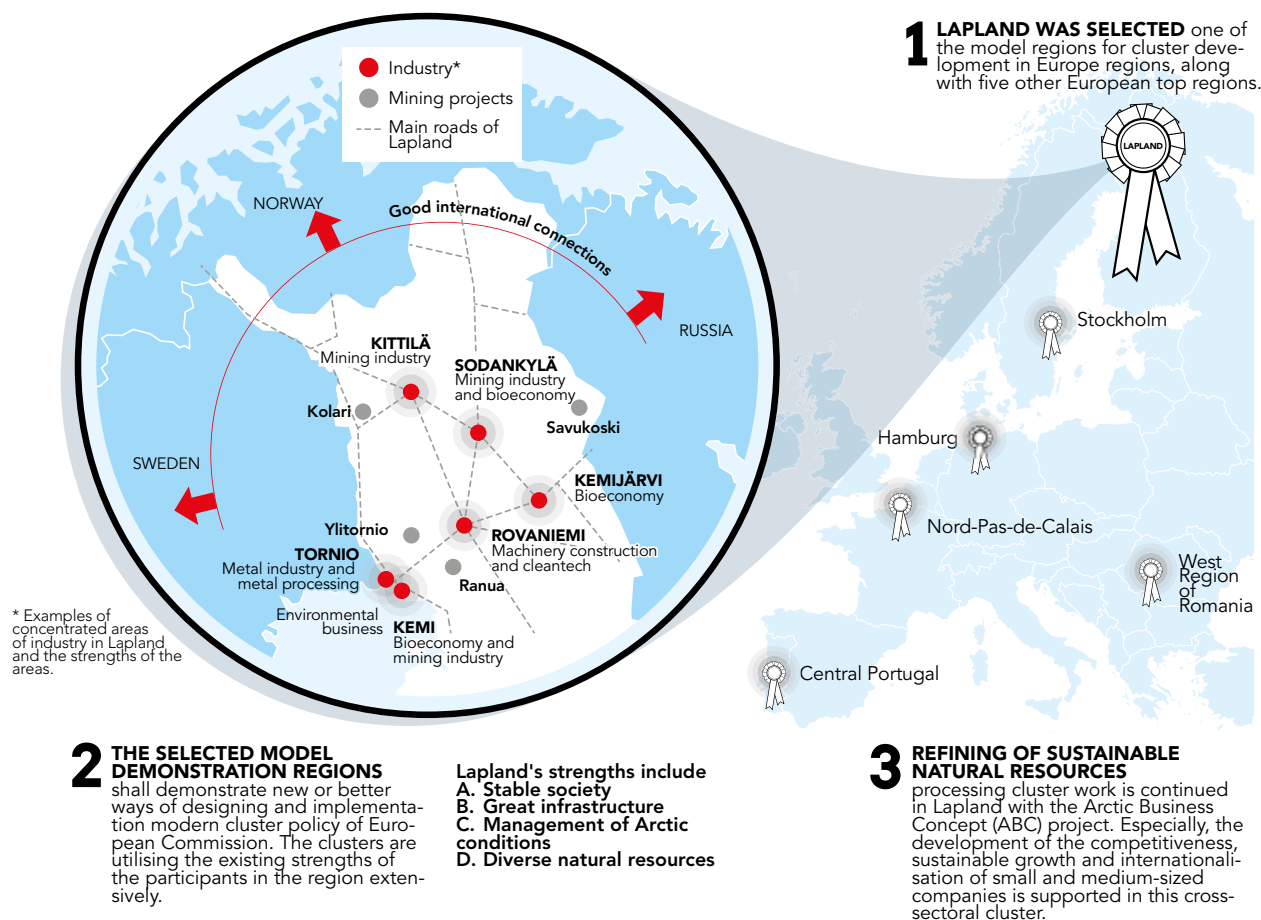 1 LAPLAND WAS SELECTED one of
the model regions for cluster deve-
lopment in Europe regions, along
with five other European top regions.
LAPLAND
Industry*
Mining projects
Main roads of
Lapland
NORWAY
Good international connections
RUSSIA
SWEDEN
KITTILÄ
Mining industry
SODANKYLÄ
Mining industry
and bioeconomy
Kolari
Savukoski
KEMIJÄRVI
Bioeconomy
Ylitornio
ROVANIEMI
Machinery construction
and cleantech
TORNIO
Metal industry and
metal processing
Ranua
Environmental
business
KEMI
Bioeconomy and
mining industry
* Examples of
concentrated areas
of industry in Lapland
and the strengths of the
areas.
Stockholm
Hamburg
Nord-Pas-de-Calais
West
Region
of
Romania
Central Portugal
2 THE SELECTED MODEL
DEMONSTRATION REGIONS
shall demonstrate new or better
ways of designing and implementa-
tion modern cluster policy of Euro-
pean Commission. The clusters are
utilising the existing strengths of
the participants in the region exten-
sively.
Lapland's strengths include
A. Stable society
B. Great infrastructure
C. Management of Arctic
conditions
D. Diverse natural resources
3 REFINING OF SUSTAINABLE
NATURAL RESOURCES
processing cluster work is continued
in Lapland with the Arctic Business
Concept (ABC) project. Especially, the
development of the competitiveness,
sustainable growth and internationali-
sation of small and medium-sized
companies is supported in this cross-
sectoral cluster.